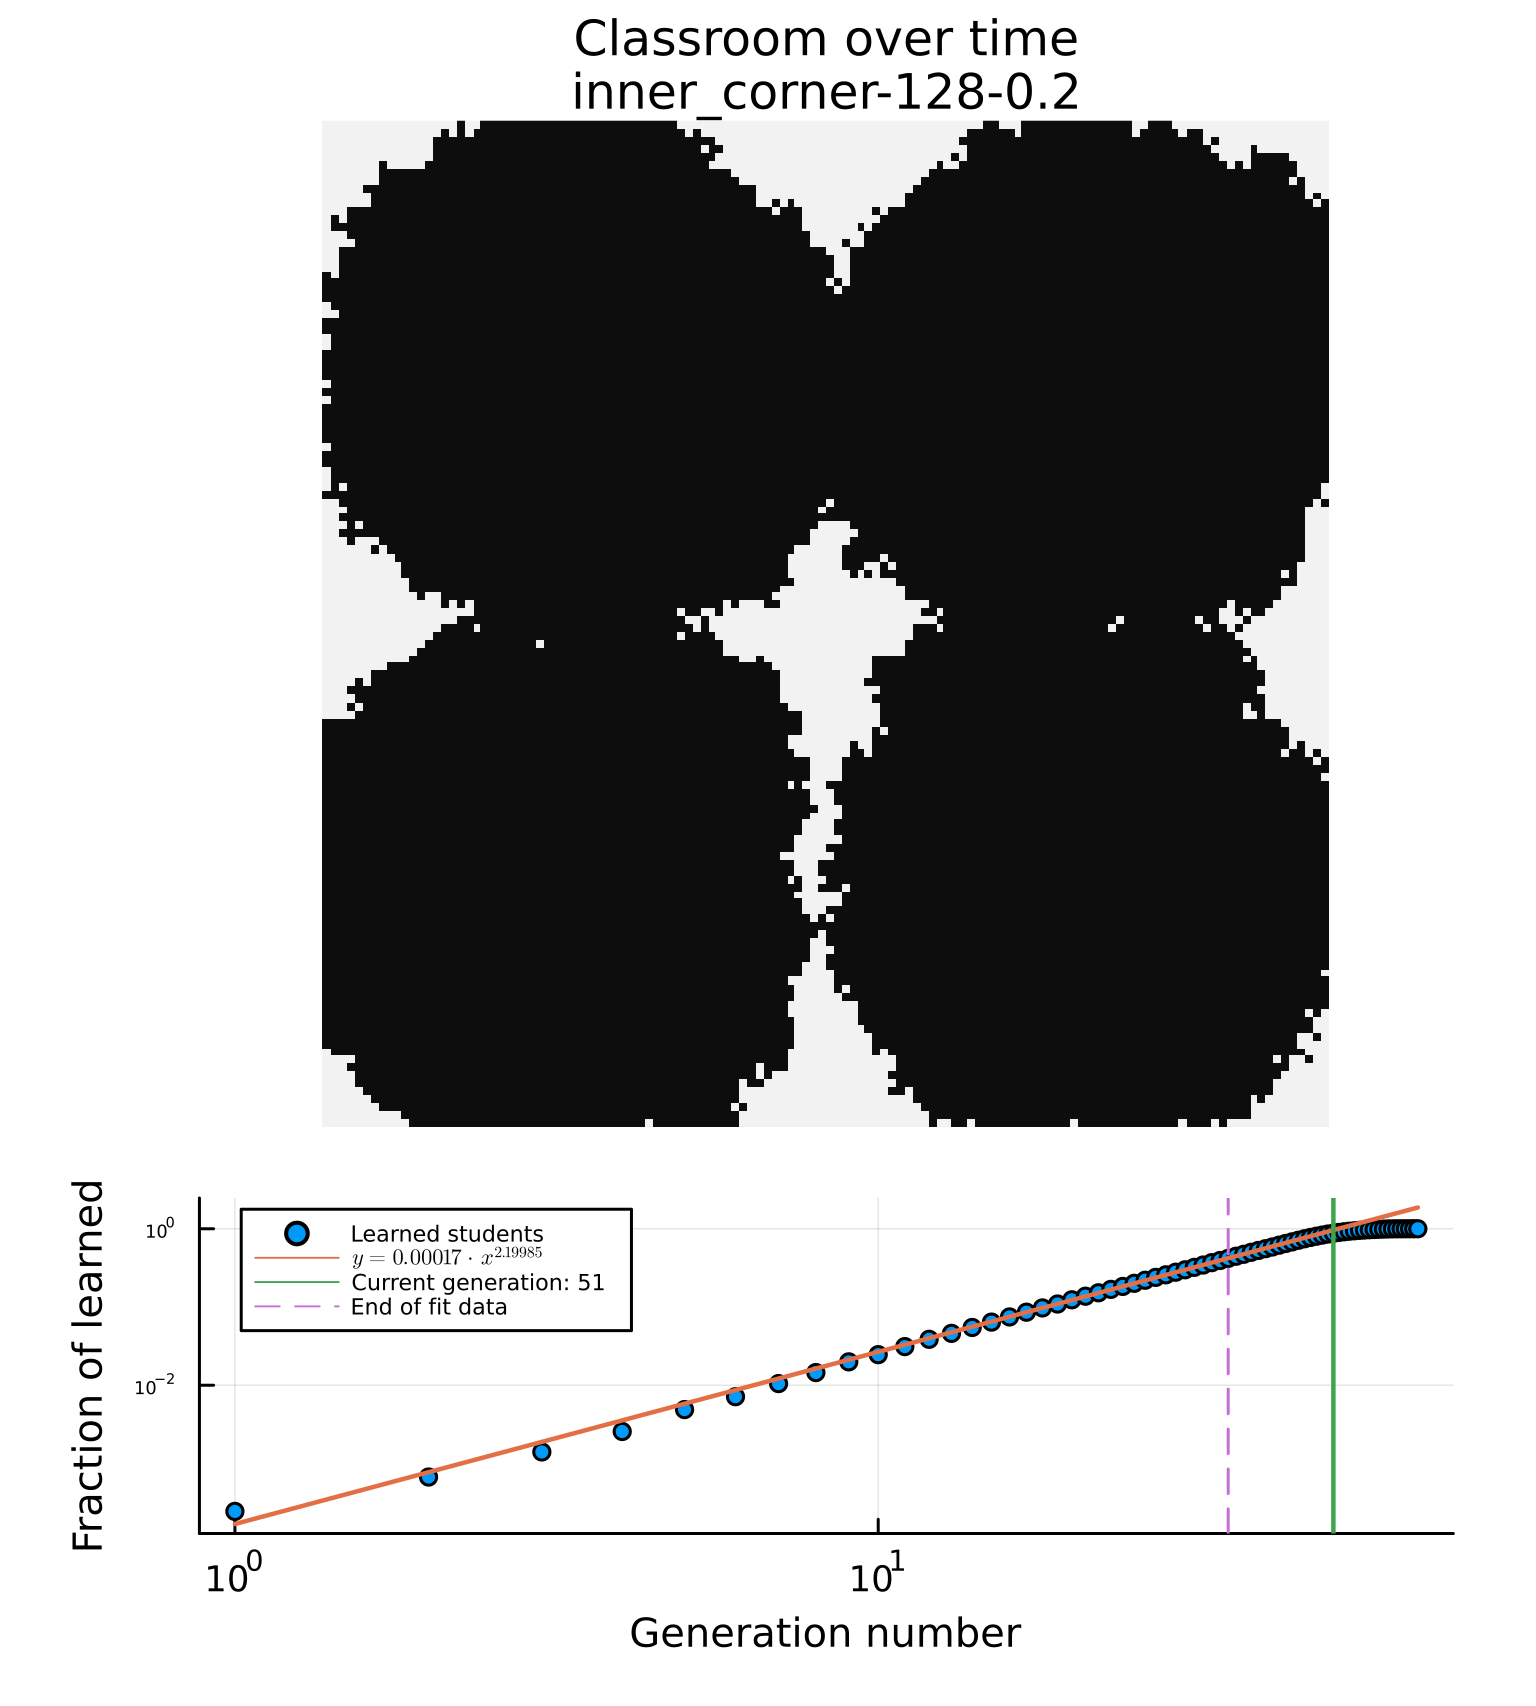 Classroom over time
inner_corner-128-0.2
Fraction of learned
10^0
10^-2
Learned students
y = 0.00017 · x^2.19985
Current generation: 51
End of fit data
10^0
10^1
Generation number